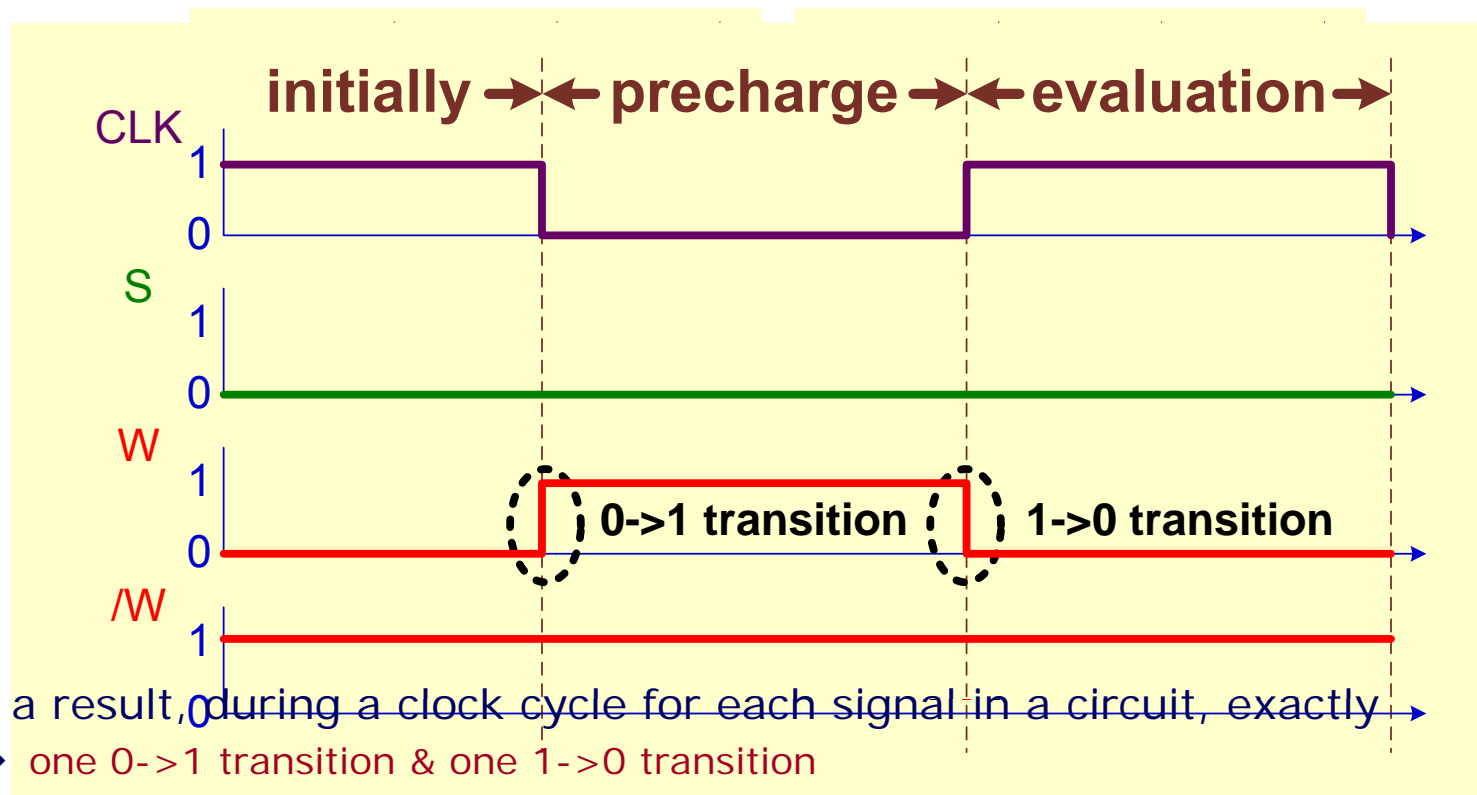 initially precharge evaluation
CLK
1
0
S
1
0
W
1
0->1 transition 1->0 transition
0
/W
1
0
a result, during a clock cycle for each signal in a circuit, exactly
one 0->1 transition & one 1->0 transition